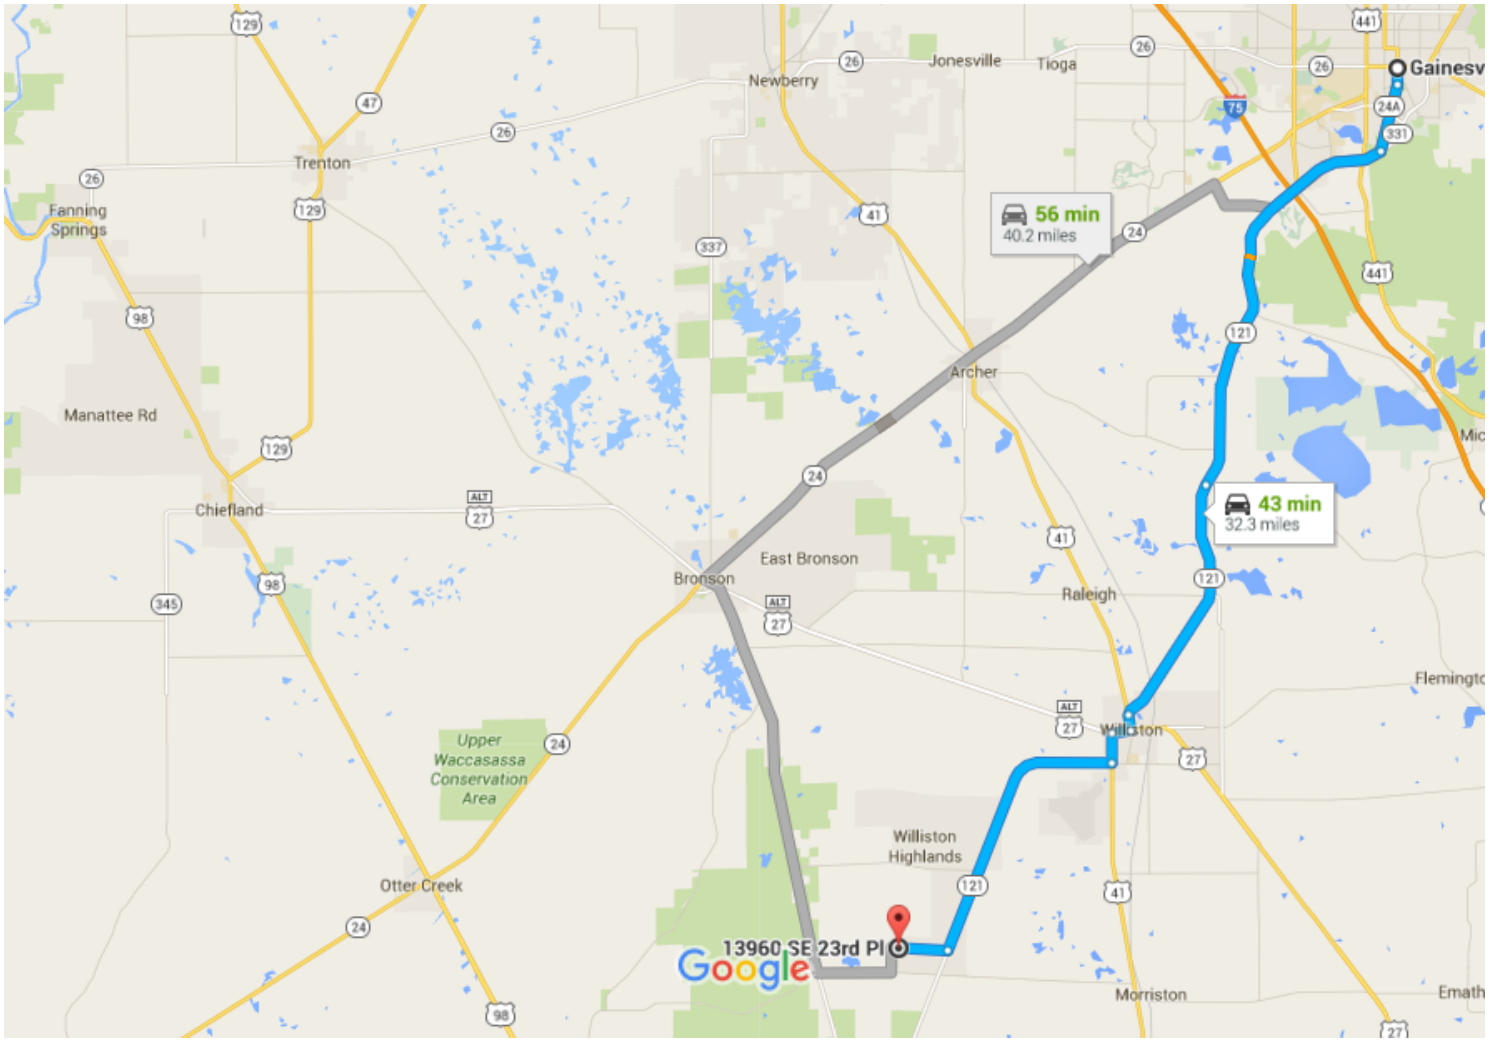 129
441
26
26
Jonesville
Tioga
26
Gainesv
Newberry
75
24A
47
331
26
Trenton
26
129
Fanning
Springs
41
56 min
40.2 miles
24
337
441
98
121
Archer
Manattee Rd
Mic
129
24
ALT
27
Chiefland
43 min
32.3 miles
41
East Bronson
Bronson
98
121
345
ALT
27
Raleigh
Flemingto
ALT
27
Williston
Upper
Waccasassa
Conservation
Area
24
27
Williston
Highlands
Otter Creek
121
41
24
13960 SE 23rd Pl
Google
Morriston
Emath
98
27